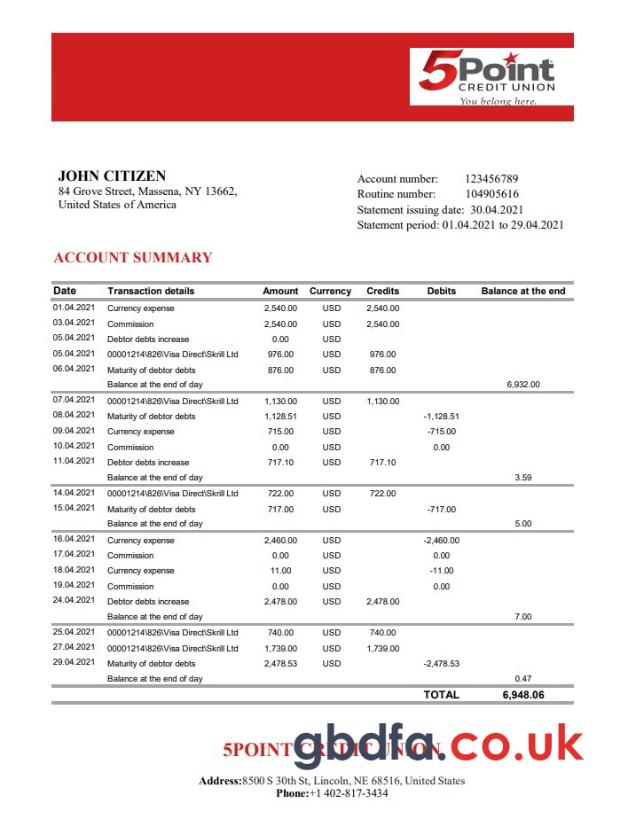 5Point
CREDIT UNION
You belong here.
JOHN CITIZEN
84 Grove Street, Massena, NY 13662,
United States of America
Account number: 123456789
Routine number: 104905616
Statement issuing date: 30.04.2021
Statement period: 01.04.2021 to 29.04.2021
ACCOUNT SUMMARY
Date Transaction details Amount Currency Credits Debits Balance at the end
01.04.2021 Currency expense 2,540.00 USD 2,540.00
03.04.2021 Commission 2,540.00 USD 2,540.00
05.04.2021 Debtor debts increase 0.00 USD
05.04.2021 00001214\826\Visa Direct\Skrill Ltd 976.00 USD 976.00
06.04.2021 Maturity of debtor debts 876.00 USD 876.00
Balance at the end of day 6,932.00
07.04.2021 00001214\826\Visa Direct\Skrill Ltd 1,130.00 USD 1,130.00
08.04.2021 Maturity of debtor debts 1,128.51 USD -1,128.51
09.04.2021 Currency expense 715.00 USD -715.00
10.04.2021 Commission 0.00 USD 0.00
11.04.2021 Debtor debts increase 717.10 USD 717.10
Balance at the end of day 3.59
14.04.2021 00001214\826\Visa Direct\Skrill Ltd 722.00 USD 722.00
15.04.2021 Maturity of debtor debts 717.00 USD -717.00
Balance at the end of day 5.00
16.04.2021 Currency expense 2,460.00 USD -2,460.00
17.04.2021 Commission 0.00 USD 0.00
18.04.2021 Currency expense 11.00 USD -11.00
19.04.2021 Commission 0.00 USD 0.00
24.04.2021 Debtor debts increase 2,478.00 USD 2,478.00
Balance at the end of day 7.00
25.04.2021 00001214\826\Visa Direct\Skrill Ltd 740.00 USD 740.00
27.04.2021 00001214\826\Visa Direct\Skrill Ltd 1,739.00 USD 1,739.00
29.04.2021 Maturity of debtor debts 2,478.53 USD -2,478.53
Balance at the end of day 0.47
TOTAL 6,948.06
5POINT CREDIT UNION
gbdfa.co.uk
Address:8500 S 30th St, Lincoln, NE 68516, United States
Phone:+1 402-817-3434